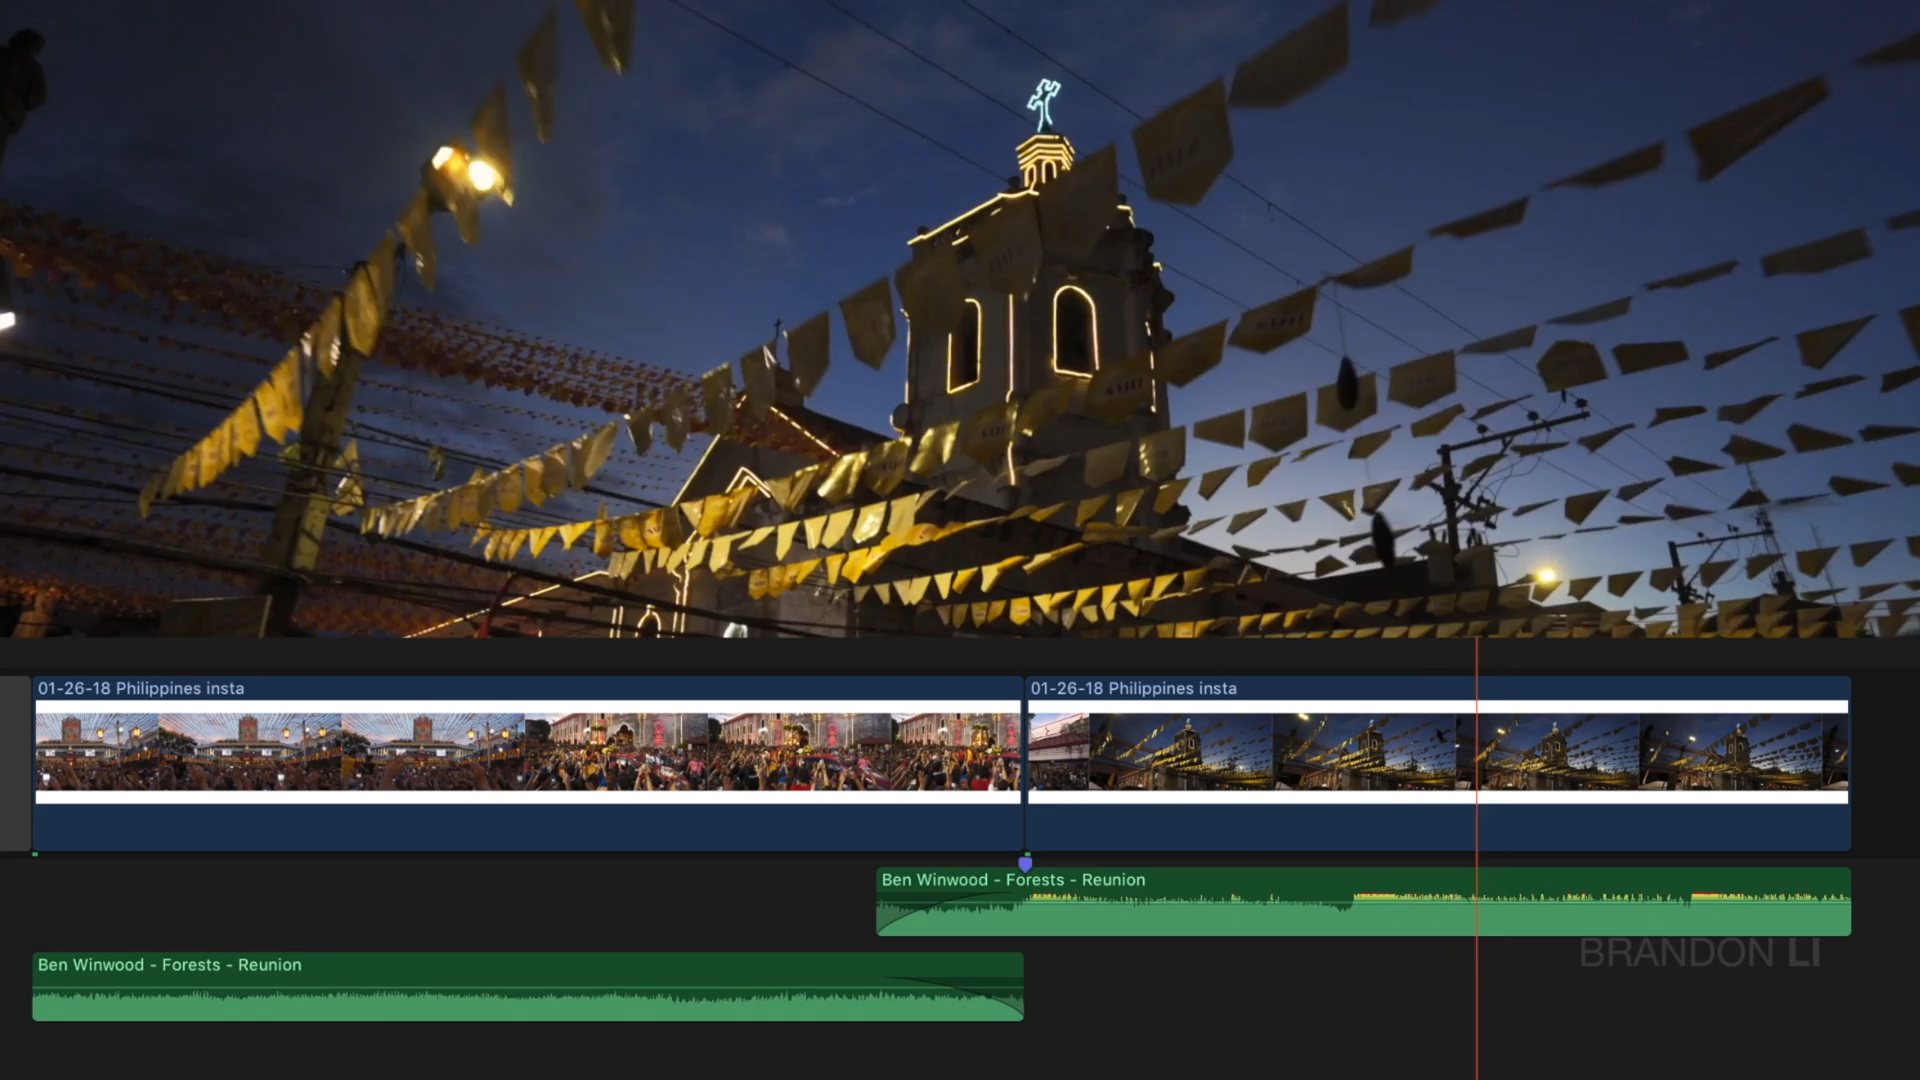 01-26-18 Philippines insta
01-26-18 Philippines insta
Ben Winwood - Forests - Reunion
BRANDON LI
Ben Winwood - Forests - Reunion